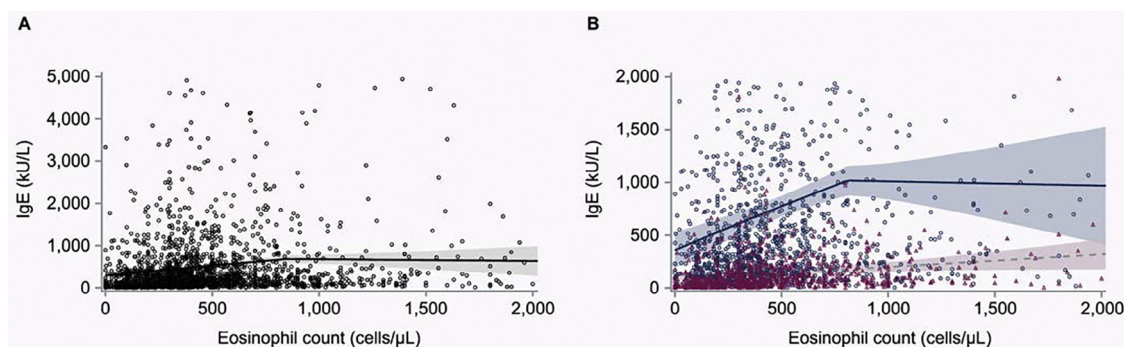 A
IgE (kU/L)
5,000
4,000
3,000
2,000
1,000
0
0 500 1,000 1,500 2,000
Eosinophil count (cells/µL)
B
IgE (kU/L)
2,000
1,500
1,000
500
0
0 500 1,000 1,500 2,000
Eosinophil count (cells/µL)